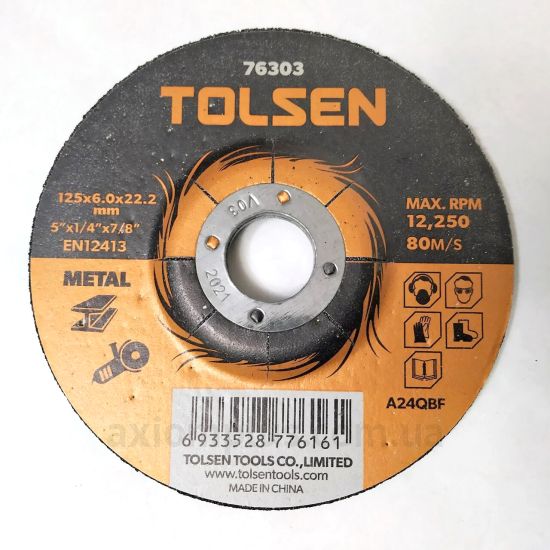 76303
TOLSEN
125x6.0x22.2
mm
5"x1/4"x7/8"
EN12413
METAL
MAX. RPM
12,250
80M/S
V03
2021
A24QBF
6 933528 776161
TOLSEN TOOLS CO.,LIMITED
www.tolsentools.com
MADE IN CHINA